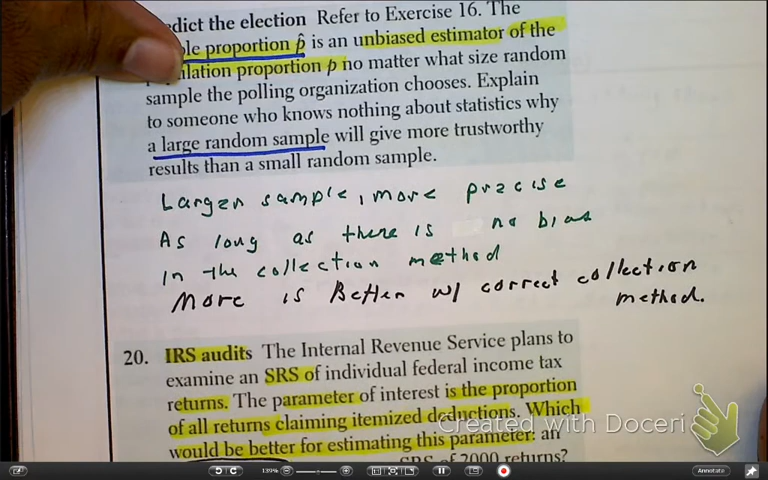 edict the election Refer to Exercise 16. The
ple proportion p̂ is an unbiased estimator of the
ulation proportion p no matter what size random
sample the polling organization chooses. Explain
to someone who knows nothing about statistics why
a large random sample will give more trustworthy
results than a small random sample.
Larger sample, more precise
As long as there is no bias
in the collection method
More is Better w/ correct collection
method.
20. IRS audits The Internal Revenue Service plans to
examine an SRS of individual federal income tax
returns. The parameter of interest is the proportion
of all returns claiming itemized deductions. Which
would be better for estimating this parameter: an
SRS of 2000 returns?
Created with Doceri
139%
Annotate